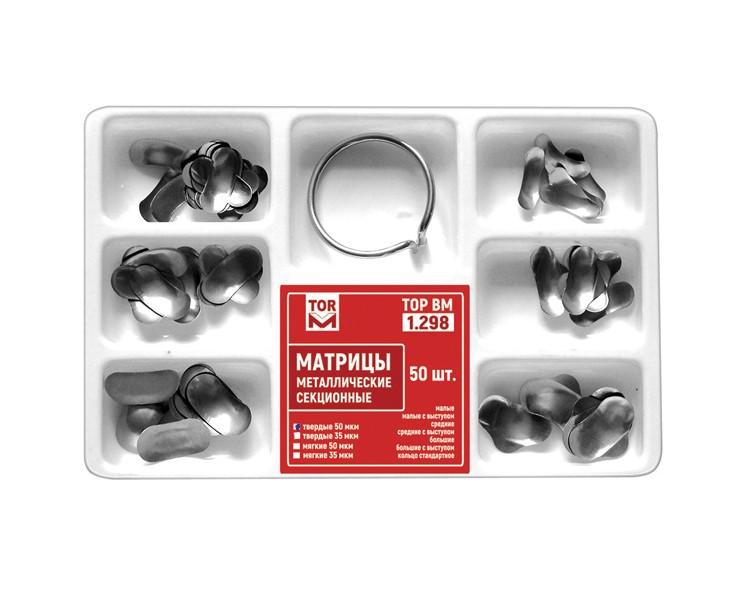 TOR
M
ТОР ВМ
1.298
МАТРИЦЫ
МЕТАЛЛИЧЕСКИЕ
СЕКЦИОННЫЕ
50 шт.
твердые 50 мкм
твердые 35 мкм
мягкие 50 мкм
мягкие 35 мкм
малые
малые с выступом
средние
средние с выступом
большие
большие с выступом
кольцо стандартное